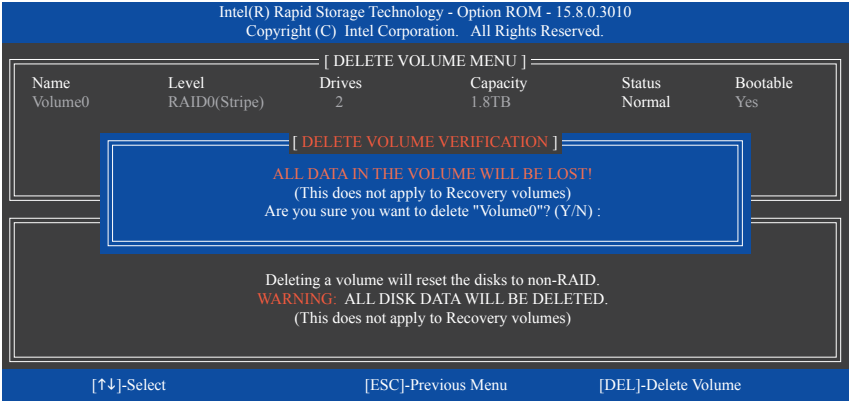 Intel(R) Rapid Storage Technology - Option ROM - 15.8.0.3010
Copyright (C) Intel Corporation. All Rights Reserved.
[ DELETE VOLUME MENU ]
Name Level Drives Capacity Status Bootable
Volume0 RAID0(Stripe) 2 1.8TB Normal Yes
[ DELETE VOLUME VERIFICATION ]
ALL DATA IN THE VOLUME WILL BE LOST!
(This does not apply to Recovery volumes)
Are you sure you want to delete "Volume0"? (Y/N) :
Deleting a volume will reset the disks to non-RAID.
WARNING: ALL DISK DATA WILL BE DELETED.
(This does not apply to Recovery volumes)
[↑↓]-Select [ESC]-Previous Menu [DEL]-Delete Volume